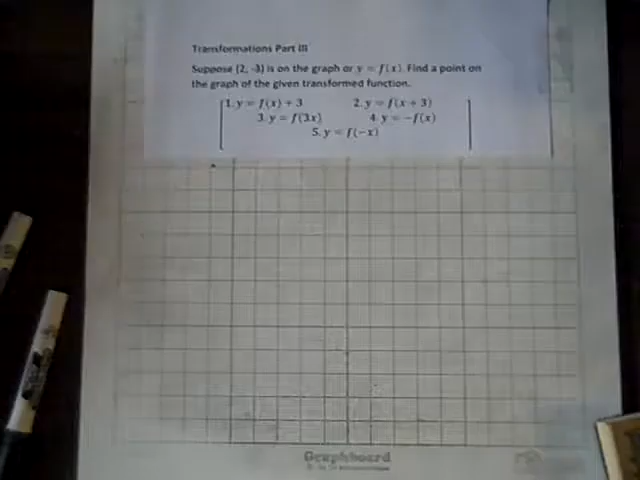 Transformations Part III
Suppose (2, -3) is on the graph or y = f(x). Find a point on
the graph of the given transformed function.
1. y = f(x) + 3 2. y = f(x + 3)
3. y = f(3x) 4. y = -f(x)
5. y = f(-x)
Graphboard